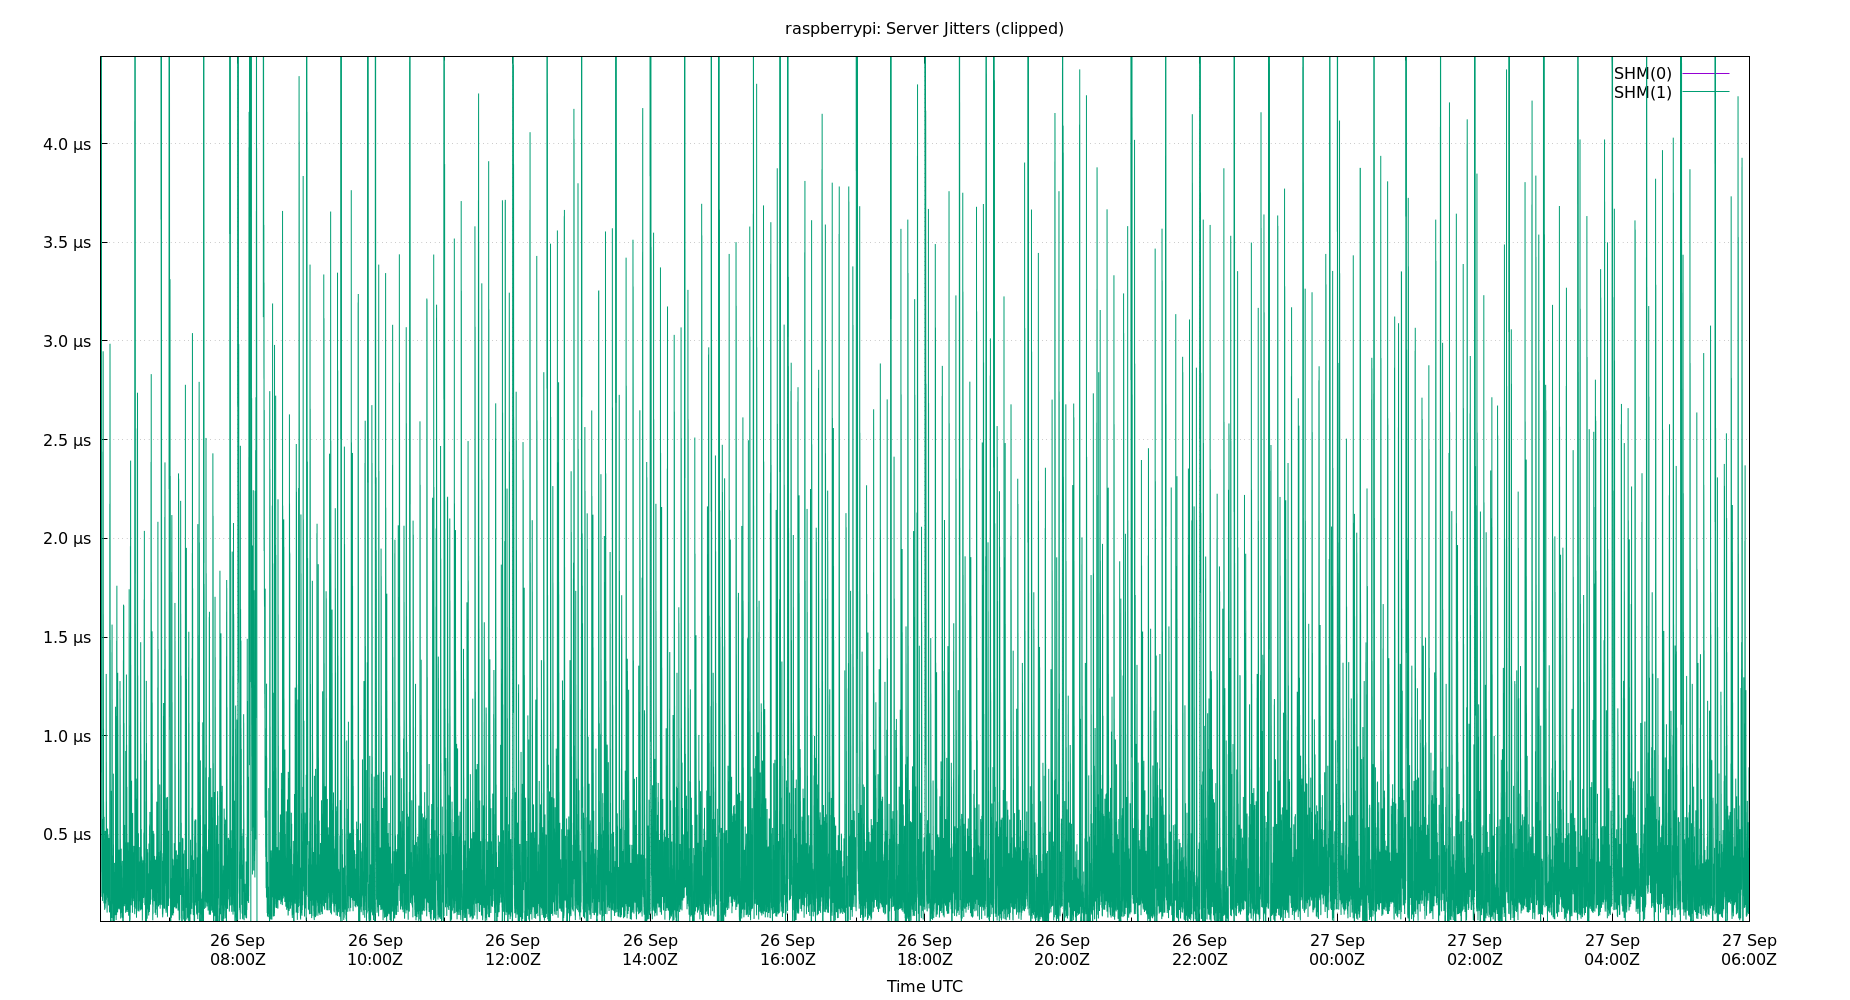 raspberrypi: Server Jitters (clipped)
SHM(0)
SHM(1)
4.0 µs
3.5 µs
3.0 µs
2.5 µs
2.0 µs
1.5 µs
1.0 µs
0.5 µs
26 Sep 26 Sep 26 Sep 26 Sep 26 Sep 26 Sep 26 Sep 26 Sep 27 Sep 27 Sep 27 Sep 27 Sep
08:00Z 10:00Z 12:00Z 14:00Z 16:00Z 18:00Z 20:00Z 22:00Z 00:00Z 02:00Z 04:00Z 06:00Z
Time UTC